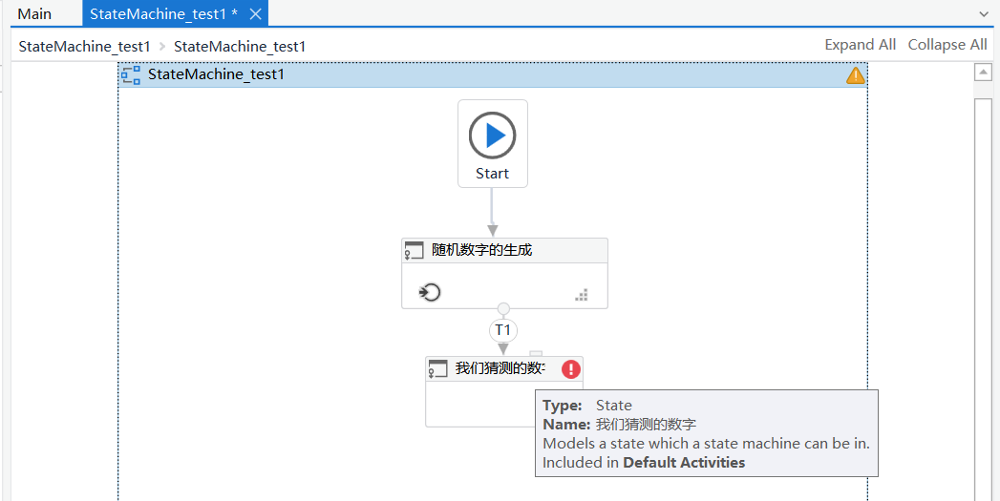 Main
StateMachine_test1 *
StateMachine_test1 > StateMachine_test1
Expand All Collapse All
StateMachine_test1
Start
随机数字的生成
T1
我们猜测的数
Type: State
Name: 我们猜测的数字
Models a state which a state machine can be in.
Included in Default Activities